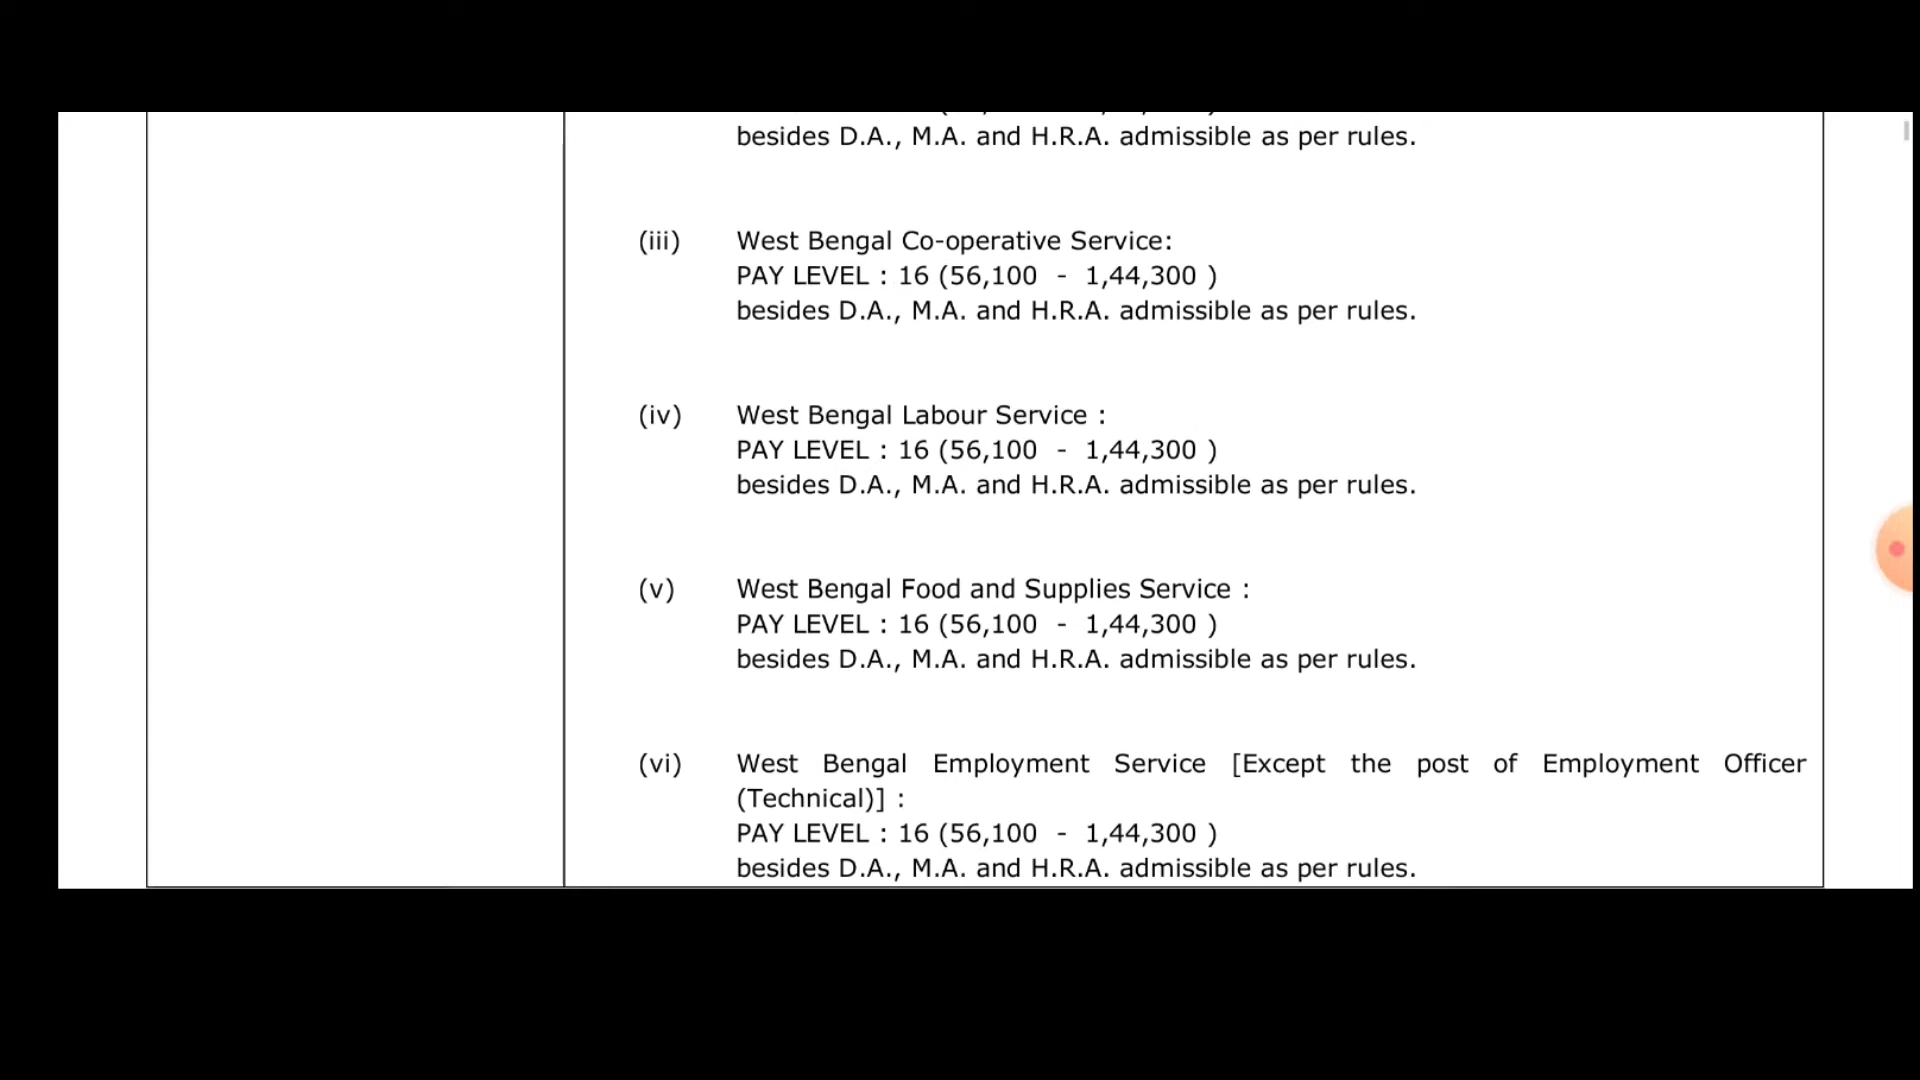 besides D.A., M.A. and H.R.A. admissible as per rules.
(iii) West Bengal Co-operative Service:
PAY LEVEL : 16 (56,100 - 1,44,300 )
besides D.A., M.A. and H.R.A. admissible as per rules.
(iv) West Bengal Labour Service :
PAY LEVEL : 16 (56,100 - 1,44,300 )
besides D.A., M.A. and H.R.A. admissible as per rules.
(v) West Bengal Food and Supplies Service :
PAY LEVEL : 16 (56,100 - 1,44,300 )
besides D.A., M.A. and H.R.A. admissible as per rules.
(vi) West Bengal Employment Service [Except the post of Employment Officer
(Technical)] :
PAY LEVEL : 16 (56,100 - 1,44,300 )
besides D.A., M.A. and H.R.A. admissible as per rules.